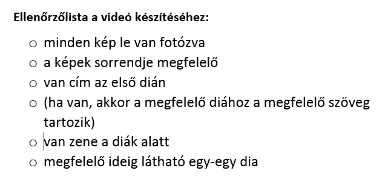 Ellenőrzőlista a videó készítéséhez:
o minden kép le van fotózva
o a képek sorrendje megfelelő
o van cím az első dián
o (ha van, akkor a megfelelő diához a megfelelő szöveg
tartozik)
o van zene a diák alatt
o megfelelő ideig látható egy-egy dia